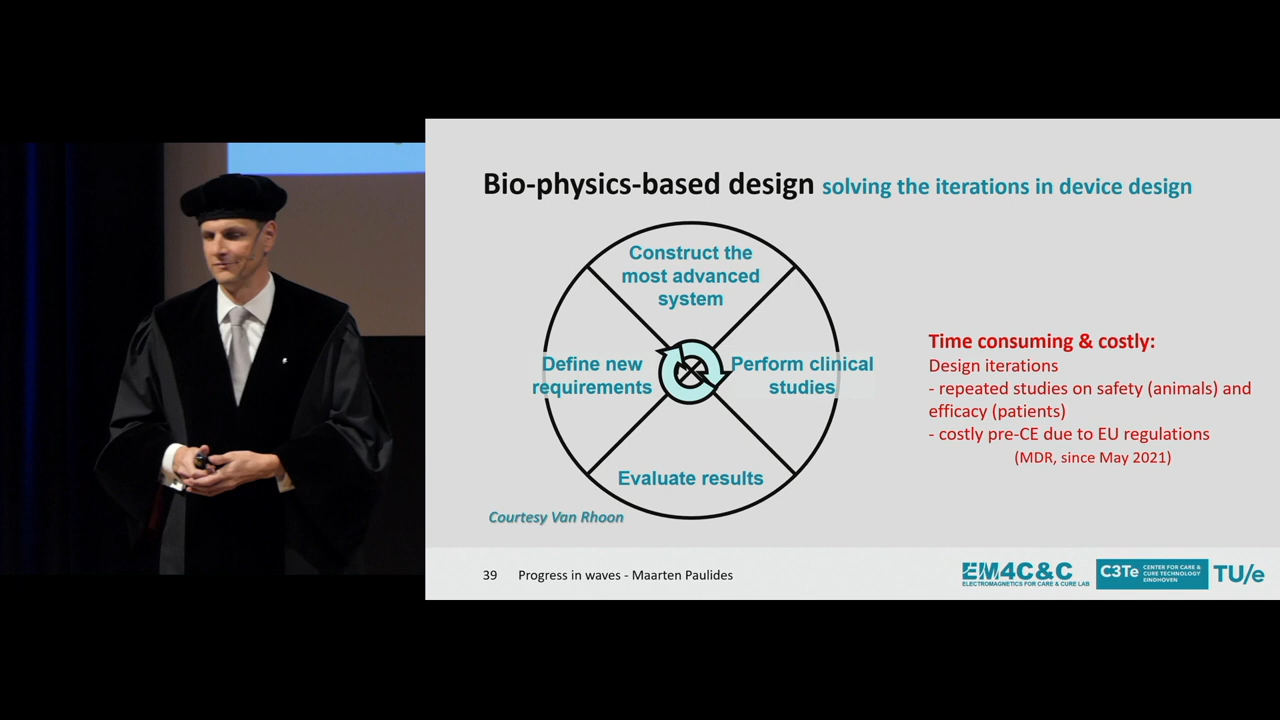 Bio-physics-based design solving the iterations in device design
Construct the
most advanced
system
Define new
requirements
Perform clinical
studies
Evaluate results
Courtesy Van Rhoon
Time consuming & costly:
Design iterations
- repeated studies on safety (animals) and
efficacy (patients)
- costly pre-CE due to EU regulations
(MDR, since May 2021)
39 Progress in waves - Maarten Paulides
EM4C&C
ELECTROMAGNETICS FOR CARE & CURE LAB
C3Te CENTER FOR CARE &
CURE TECHNOLOGY
EINDHOVEN
TU/e